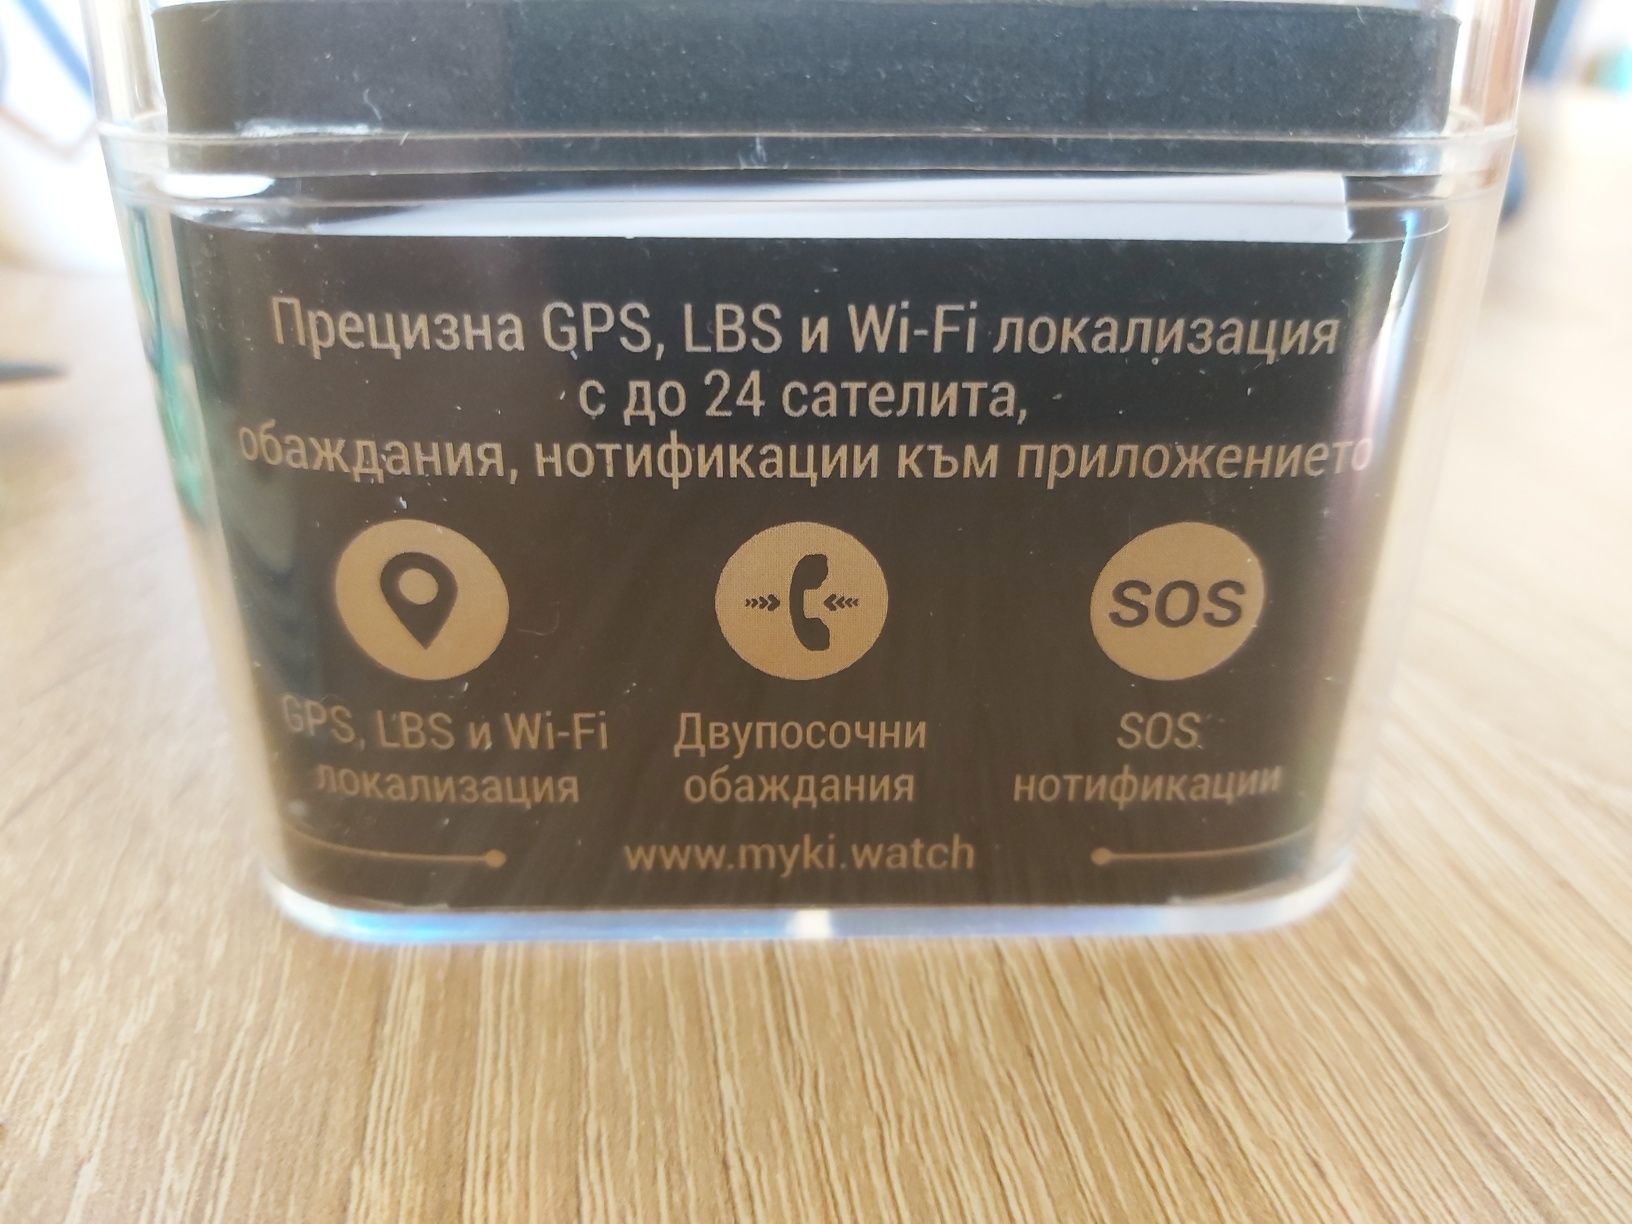 Прецизна GPS, LBS и Wi-Fi локализация
с до 24 сателита,
обаждания, нотификации към приложението
SOS
GPS, LBS и Wi-Fi
локализация
Двупосочни
обаждания
SOS
нотификации
www.myki.watch